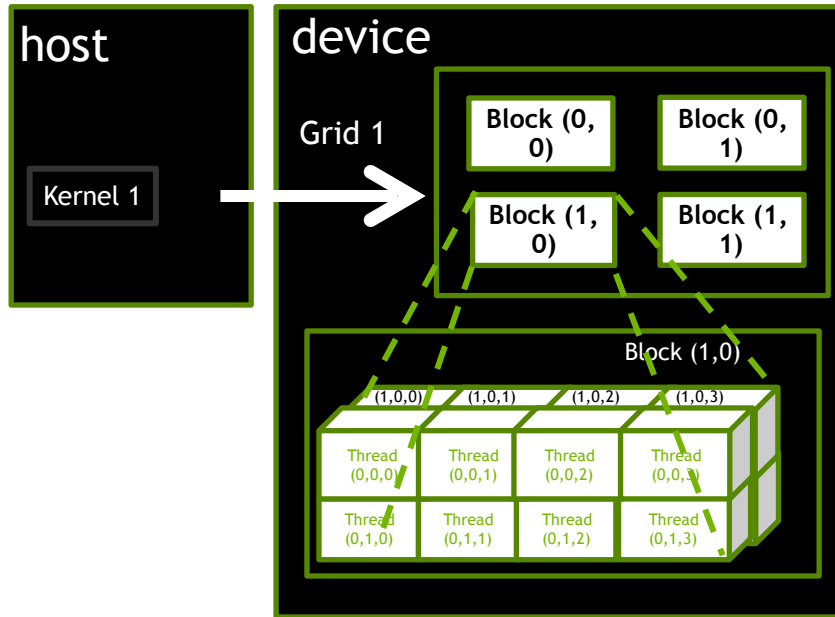 host
device
Grid 1
Kernel 1
Block (0,
0)
Block (0,
1)
Block (1,
0)
Block (1,
1)
Block (1,0)
(1,0,0)
(1,0,1)
(1,0,2)
(1,0,3)
Thread
(0,0,0)
Thread
(0,0,1)
Thread
(0,0,2)
Thread
(0,0,3)
Thread
(0,1,0)
Thread
(0,1,1)
Thread
(0,1,2)
Thread
(0,1,3)